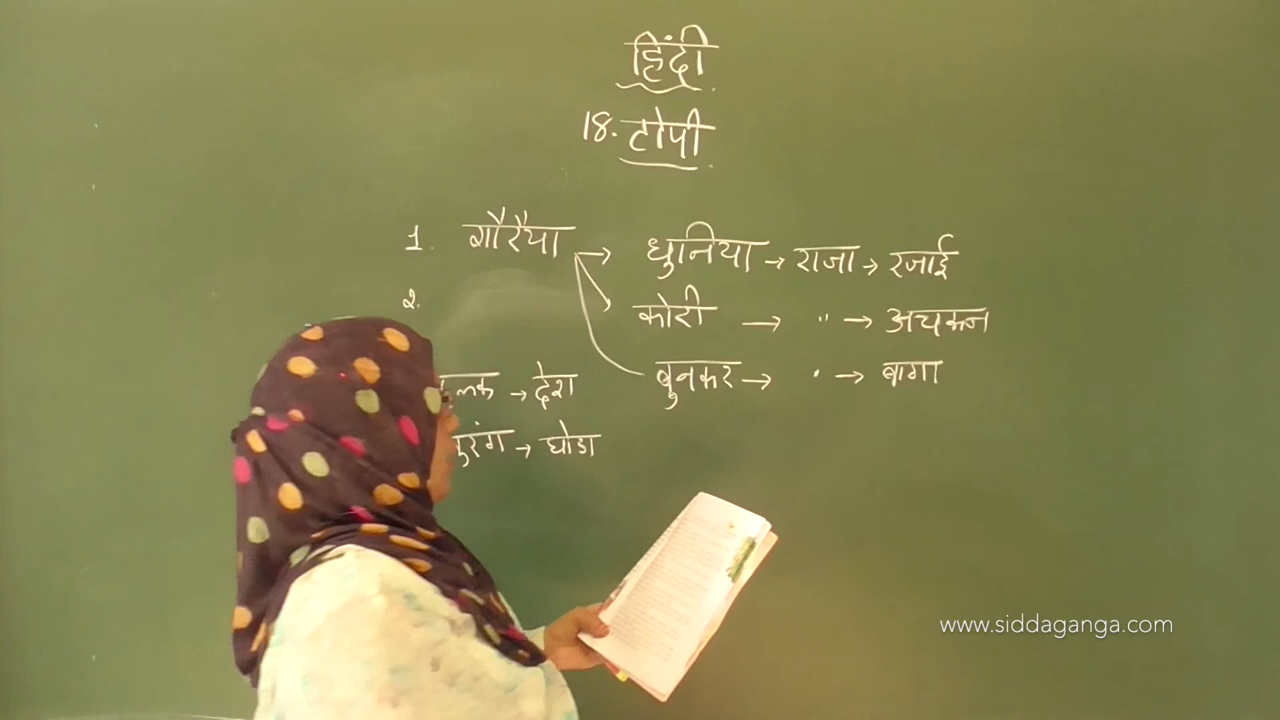 हिंदी
18. टोपी
1. गौरैया → धुनिया → राजा → रजाई
2.
कोरी → " → अचकन
बुनकर → → बागा
→ देश
→ घोडा
www.siddaganga.com